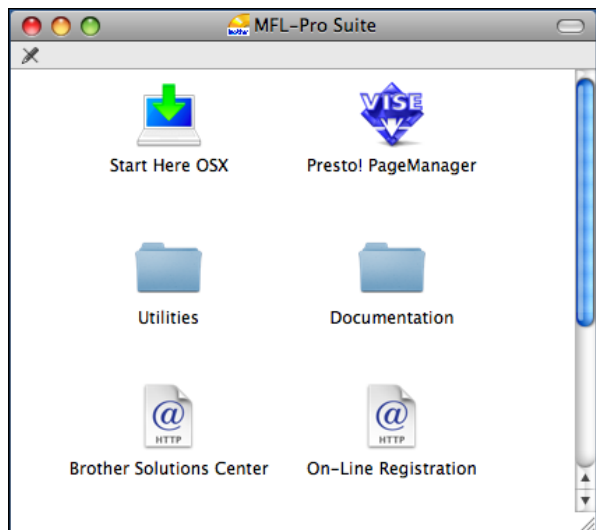 MFL-Pro Suite
VISE
Start Here OSX
Presto! PageManager
Utilities
Documentation
@
@
HTTP
HTTP
Brother Solutions Center
On-Line Registration